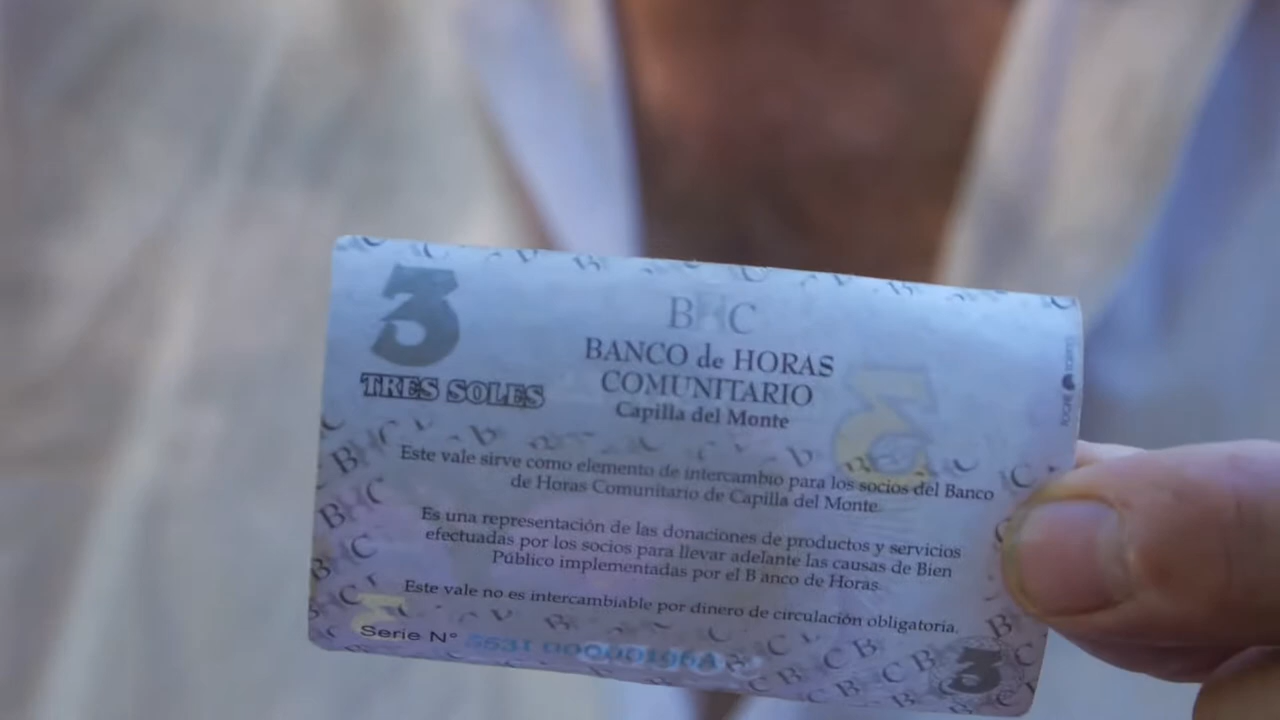 3
BHC
BANCO de HORAS
COMUNITARIO
TRES SOLES
Capilla del Monte
3
Este vale sirve como elemento de intercambio para los socios del Banco
de Horas Comunitario de Capilla del Monte.
Es una representación de las donaciones de productos y servicios
efectuadas por los socios para llevar adelante las causas de Bien
Público implementadas por el B anco de Horas.
Este vale no es intercambiable por dinero de circulación obligatoria.
Serie N°
3